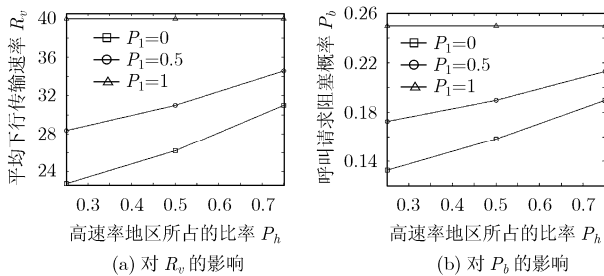 平均下行传输速率 R_v
40
36
32
28
24
P_1=0
P_1=0.5
P_1=1
0.3 0.4 0.5 0.6 0.7
高速率地区所占的比率 P_h
(a) 对 R_v 的影响
呼叫请求阻塞概率 P_b
0.26
0.22
0.18
0.14
P_1=0
P_1=0.5
P_1=1
0.3 0.4 0.5 0.6 0.7
高速率地区所占的比率 P_h
(b) 对 P_b 的影响